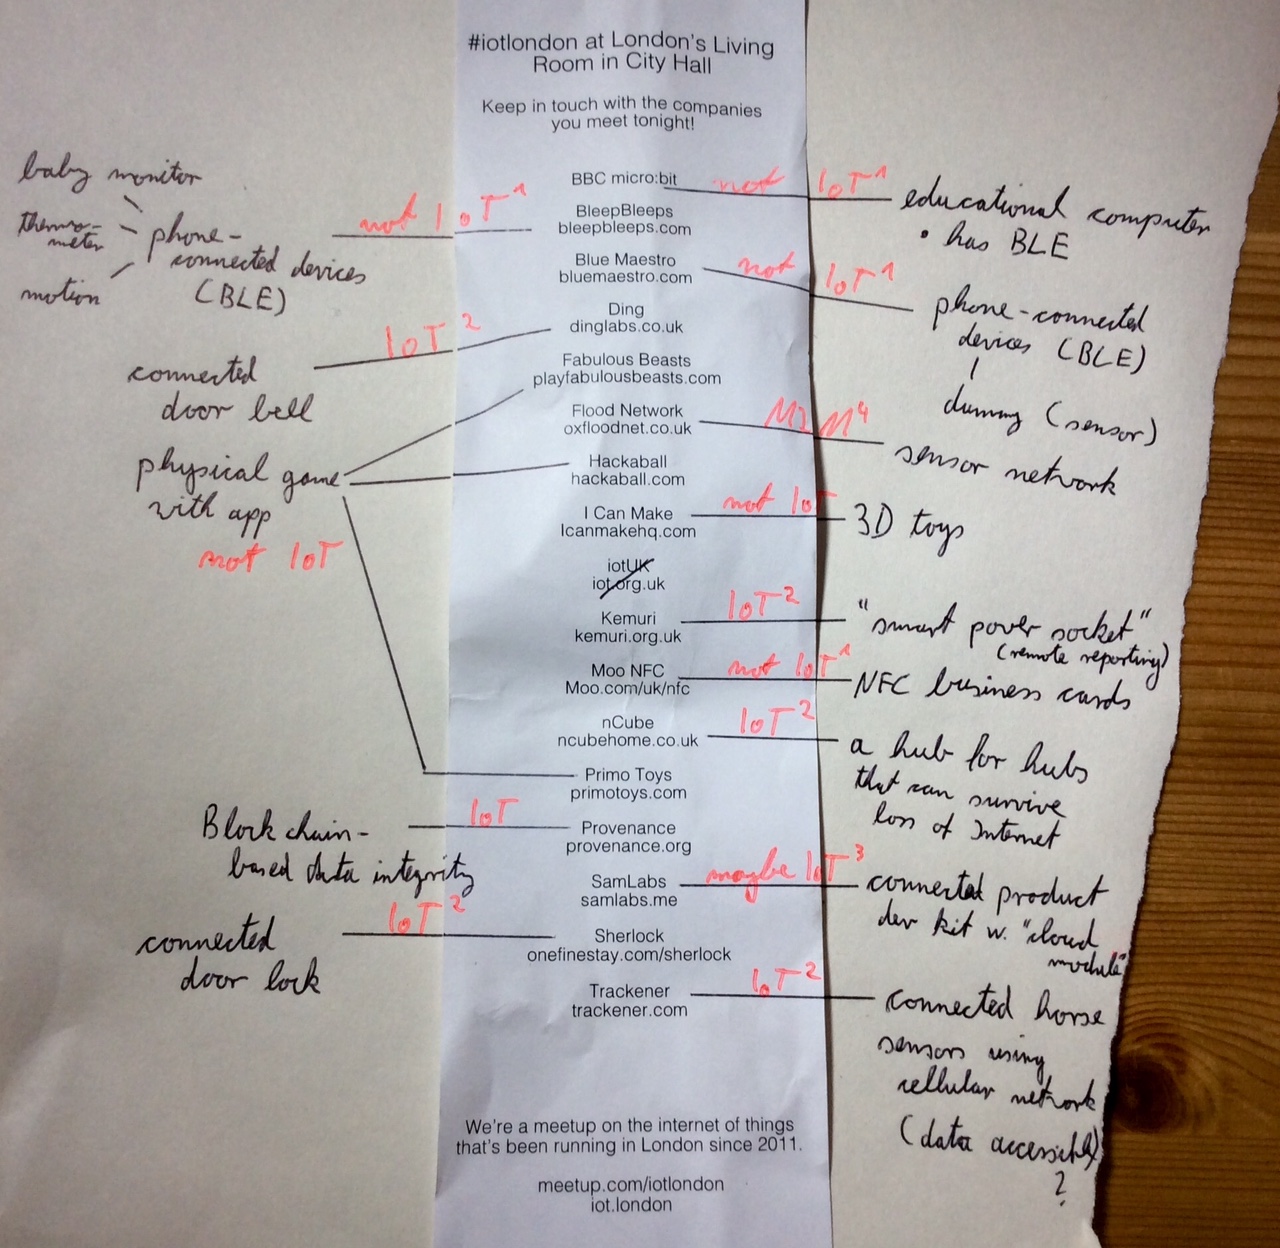 #iotlondon at London's Living
Room in City Hall
Keep in touch with the companies
you meet tonight!
baby monitor
thermo-
meter
motion
phone-
connected devices
(BLE)
not IoT 1
BBC micro:bit
not IoT 1
educational computer
• has BLE
BleepBleeps
bleepbleeps.com
Blue Maestro
bluemaestro.com
not IoT 1
phone-connected
devices (BLE)
dummy (sensor)
connected
door bell
IoT 2
Ding
dinglabs.co.uk
Fabulous Beasts
playfabulousbeasts.com
Flood Network
oxfloodnet.co.uk
M2M 4
sensor network
physical game
with app
not IoT
Hackaball
hackaball.com
I Can Make
Icanmakehq.com
not IoT
3D toys
iotUK
iot.org.uk
Kemuri
kemuri.org.uk
IoT 2
"smart power socket"
(remote reporting)
Moo NFC
Moo.com/uk/nfc
not IoT 1
NFC business cards
nCube
ncubehome.co.uk
IoT 2
a hub for hubs
that can survive
loss of Internet
Primo Toys
primotoys.com
Block chain-
based data integrity
IoT
Provenance
provenance.org
SamLabs
samlabs.me
maybe IoT 3
connected product
dev kit w. "cloud
module"
connected
door lock
IoT 2
Sherlock
onefinestay.com/sherlock
Trackener
trackener.com
IoT 2
connected horse
sensors using
cellular network
(data accessible)
?
We're a meetup on the internet of things
that's been running in London since 2011.
meetup.com/iotlondon
iot.london